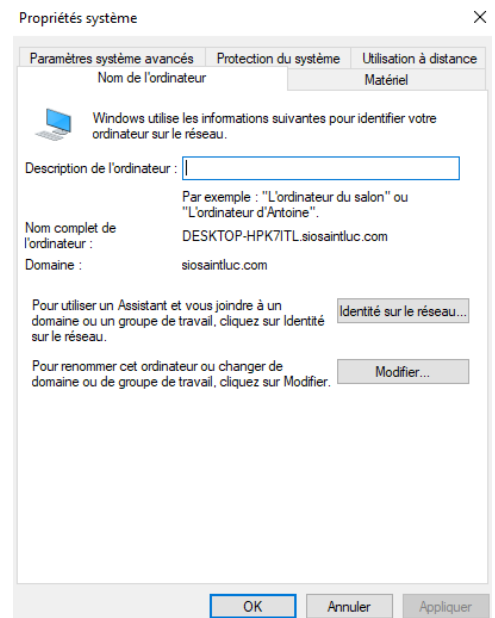 Propriétés système
Paramètres système avancés Protection du système Utilisation à distance
Nom de l'ordinateur Matériel
Windows utilise les informations suivantes pour identifier votre
ordinateur sur le réseau.
Description de l'ordinateur :
Par exemple : "L'ordinateur du salon" ou
"L'ordinateur d'Antoine".
Nom complet de
l'ordinateur :
DESKTOP-HPK7ITL.siosaintluc.com
Domaine : siosaintluc.com
Pour utiliser un Assistant et vous joindre à un
domaine ou un groupe de travail, cliquez sur Identité
sur le réseau.
Identité sur le réseau...
Pour renommer cet ordinateur ou changer de
domaine ou de groupe de travail, cliquez sur Modifier.
Modifier...
OK Annuler Appliquer